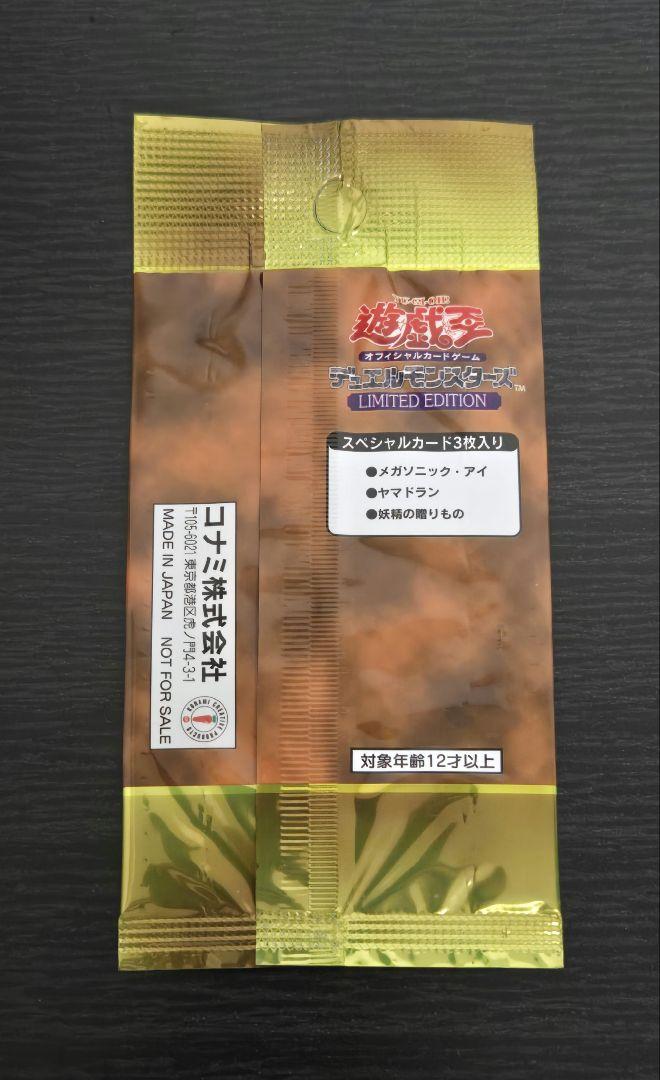 YU-GI-OH!
遊戯王
オフィシャルカードゲーム
デュエルモンスターズ™
LIMITED EDITION
スペシャルカード3枚入り
●メガソニック・アイ
●ヤマドラン
●妖精の贈りもの
コナミ株式会社
〒105-6021 東京都港区虎ノ門4-3-1
MADE IN JAPAN NOT FOR SALE
KONAMI CREATIVE PRODUCTS
対象年齢12才以上